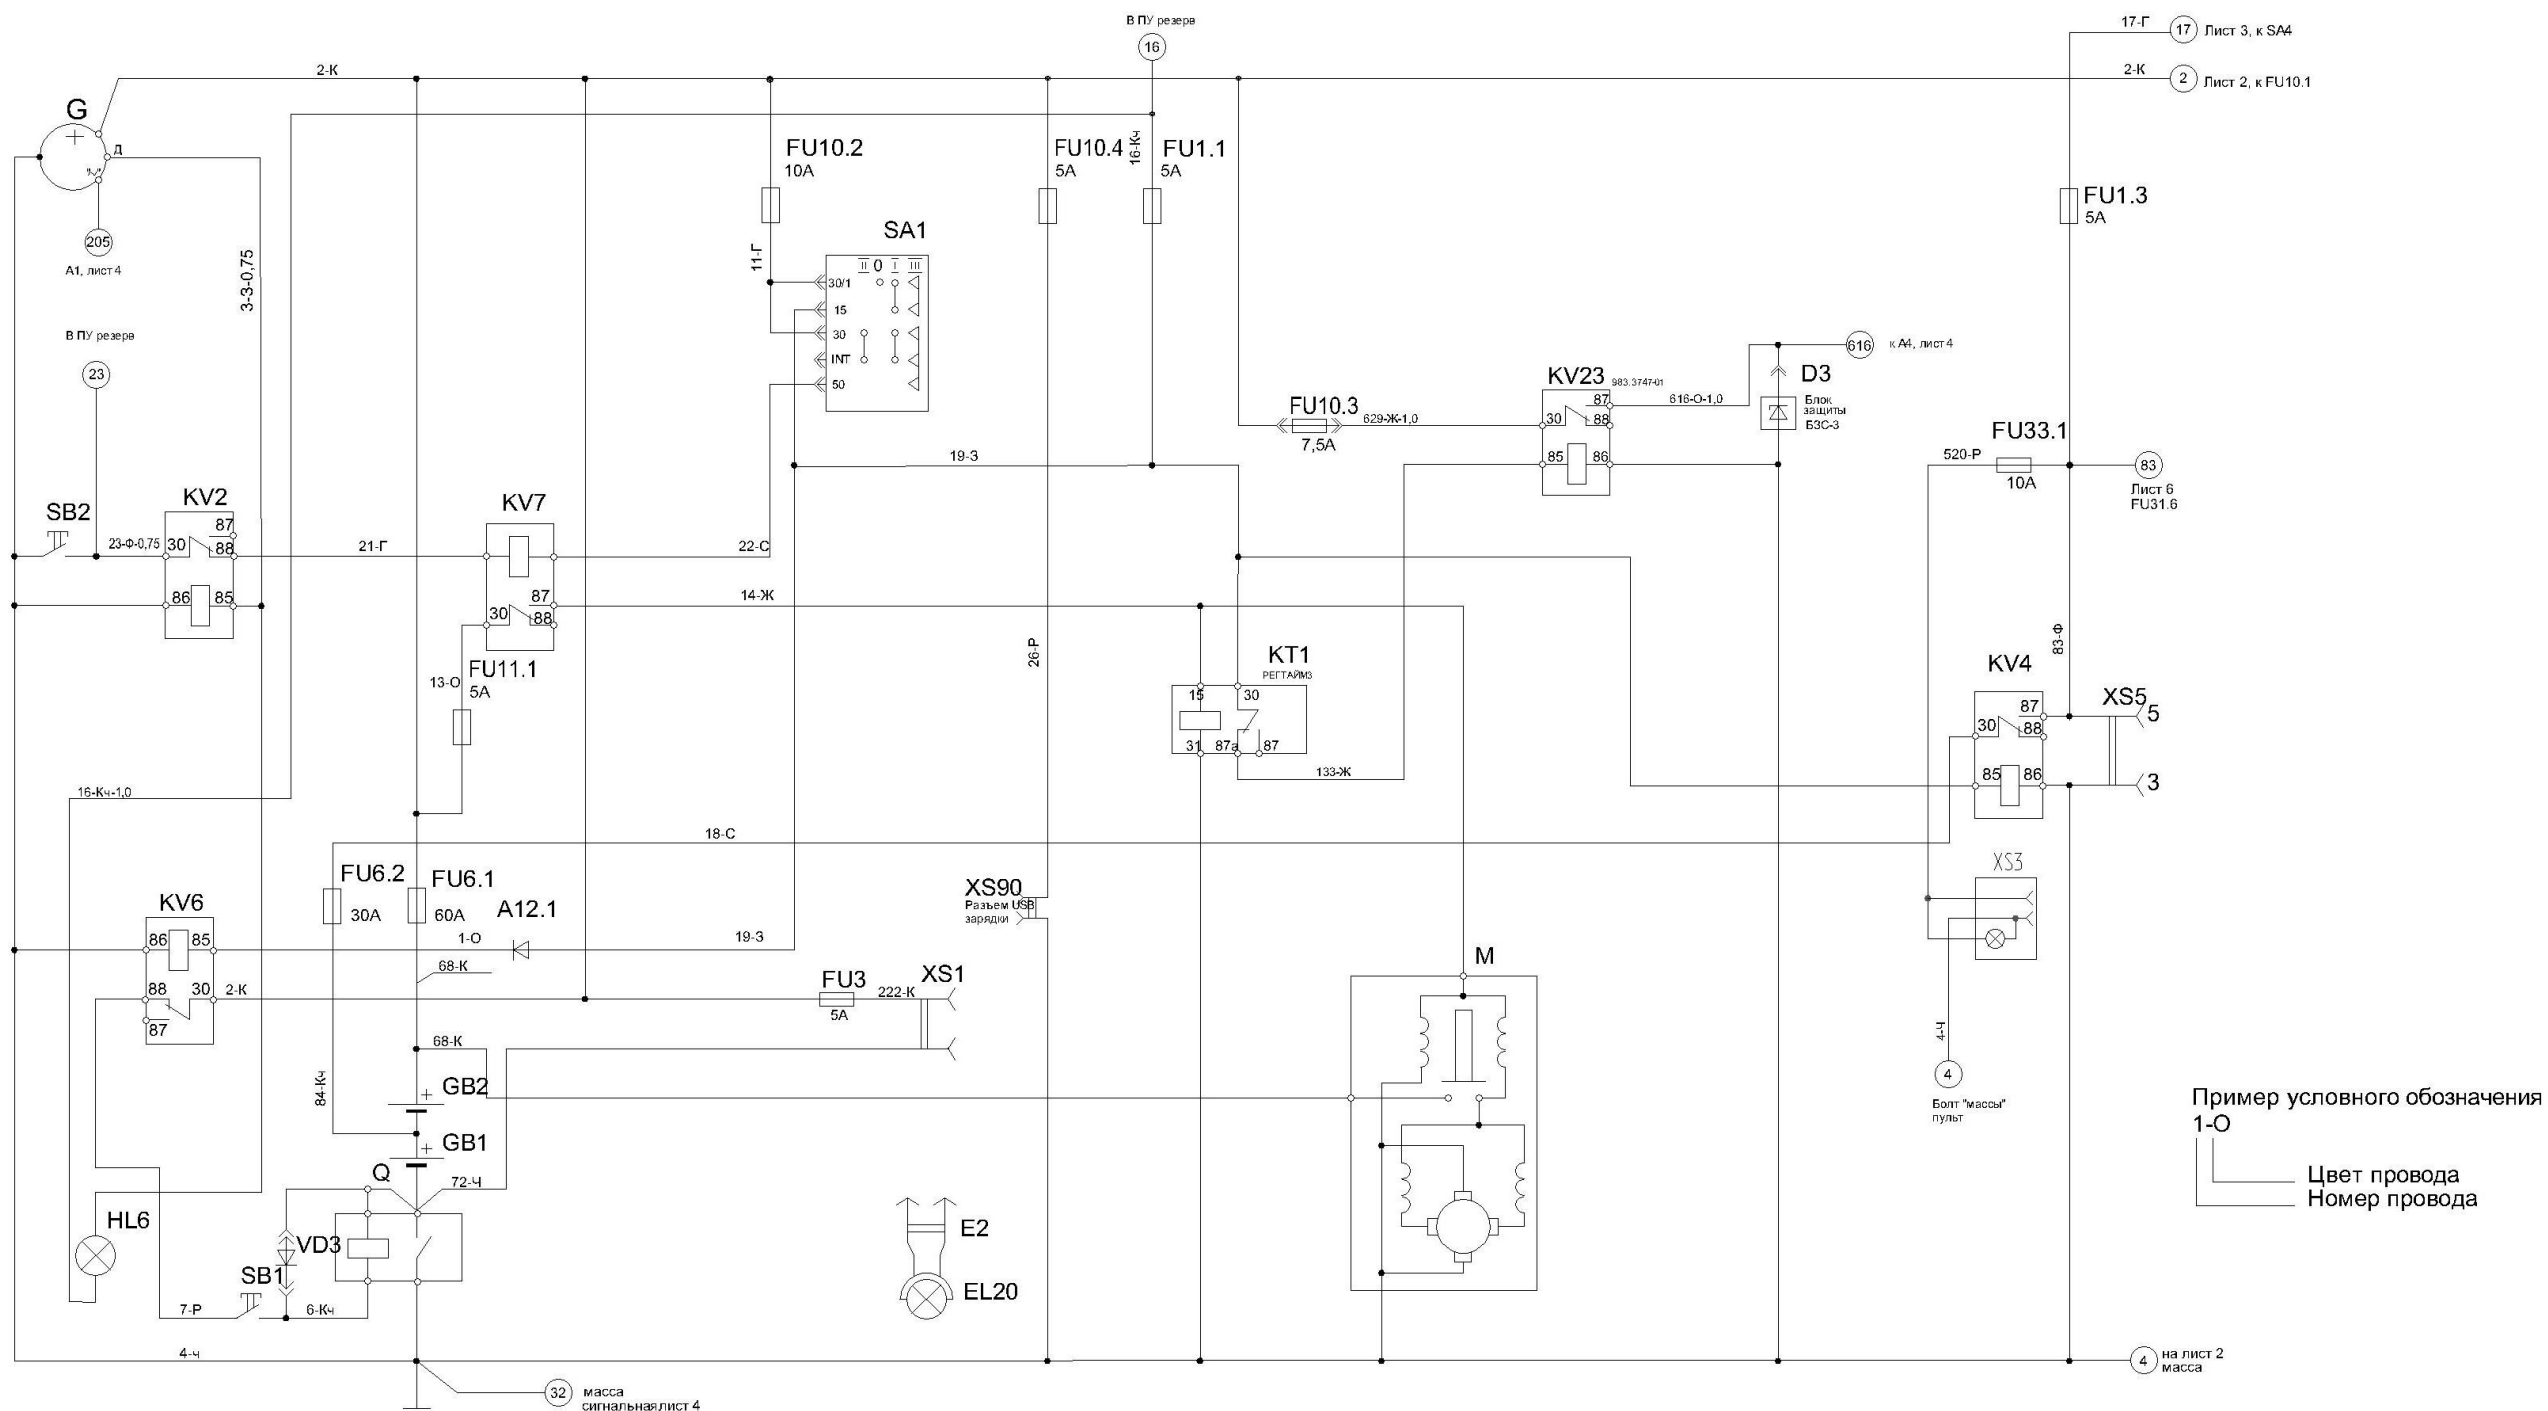 В ПУ резерв
16
17-Г
17
Лист 3, к SA4
2-К
2-К
2
Лист 2, к FU10.1
G
+
Д
"~"
205
А1, лист 4
3-З-0,75
FU10.2
10А
11-Г
FU10.4
5А
16-Кч
FU1.1
5А
FU1.3
5А
SA1
II 0 I III
30/1
15
30
INT
50
В ПУ резерв
23
616
к А4, лист 4
KV23
983.3747-01
87
30
88
85
86
616-О-1,0
D3
Блок
защиты
БЗС-3
FU10.3
7,5А
629-Ж-1,0
FU33.1
520-Р
10А
83
Лист 6
FU31.6
19-З
SB2
23-Ф-0,75
KV2
87
30
88
86
85
21-Г
KV7
22-С
87
30
88
14-Ж
FU11.1
13-О
5А
26-Р
KT1
РЕГТАЙМ3
15
30
31
87а
87
133-Ж
83-Ф
KV4
87
30
88
85
86
XS5
5
3
16-Кч-1,0
18-С
FU6.2
30А
FU6.1
60А
A12.1
XS90
Разъем USB
зарядки
XS3
KV6
86
85
88
30
87
1-О
19-З
68-К
2-К
FU3
5А
222-К
XS1
M
68-К
84-Кч
+
GB2
+
GB1
4-Ч
4
Болт "массы"
пульт
Пример условного обозначения
1-О
Цвет провода
Номер провода
Q
72-Ч
HL6
VD3
SB1
7-Р
6-Кч
E2
EL20
4-ч
4
на лист 2
масса
32
масса
сигнальная лист 4